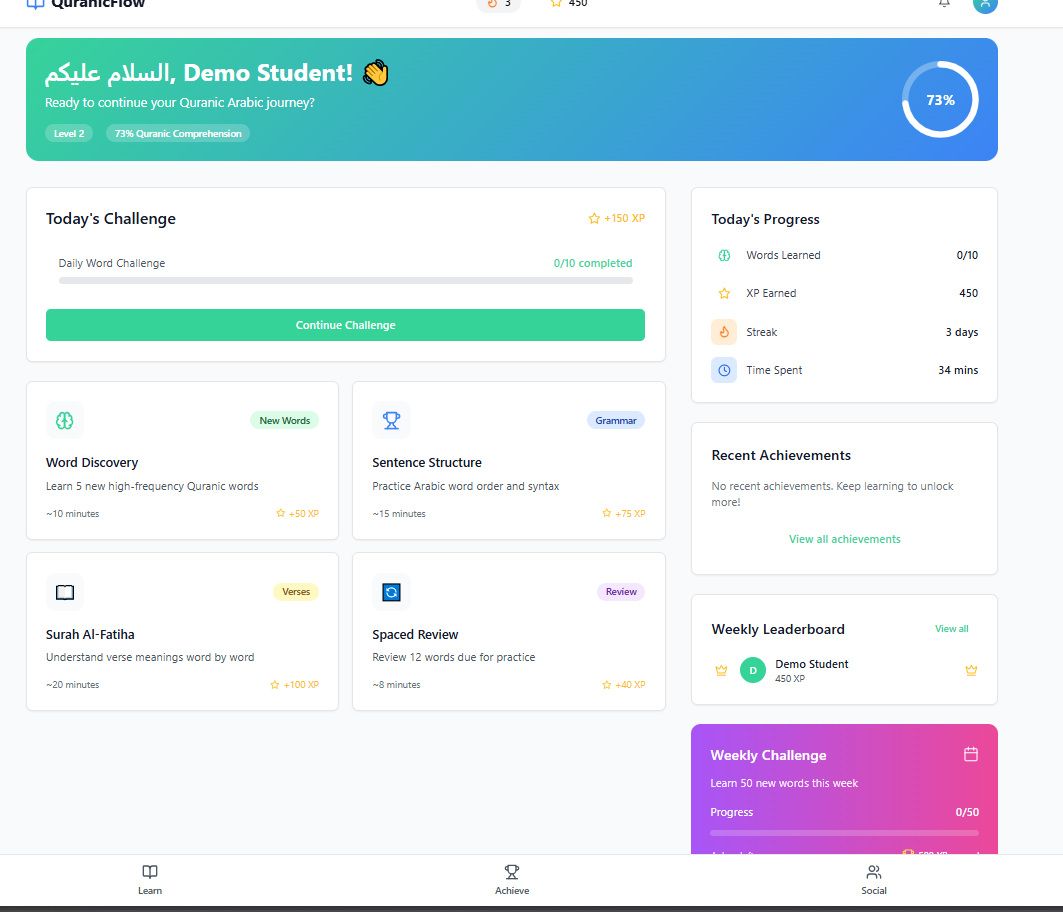 QuranicFlow
3
450
السلام عليكم, Demo Student! 👋
Ready to continue your Quranic Arabic journey?
Level 2
73% Quranic Comprehension
73%
Today's Challenge
+150 XP
Daily Word Challenge
0/10 completed
Continue Challenge
New Words
Word Discovery
Learn 5 new high-frequency Quranic words
~10 minutes
+50 XP
Grammar
Sentence Structure
Practice Arabic word order and syntax
~15 minutes
+75 XP
Verses
Surah Al-Fatiha
Understand verse meanings word by word
~20 minutes
+100 XP
Review
Spaced Review
Review 12 words due for practice
~8 minutes
+40 XP
Today's Progress
Words Learned
0/10
XP Earned
450
Streak
3 days
Time Spent
34 mins
Recent Achievements
No recent achievements. Keep learning to unlock
more!
View all achievements
Weekly Leaderboard
View all
D
Demo Student
450 XP
Weekly Challenge
Learn 50 new words this week
Progress
0/50
Learn
Achieve
Social